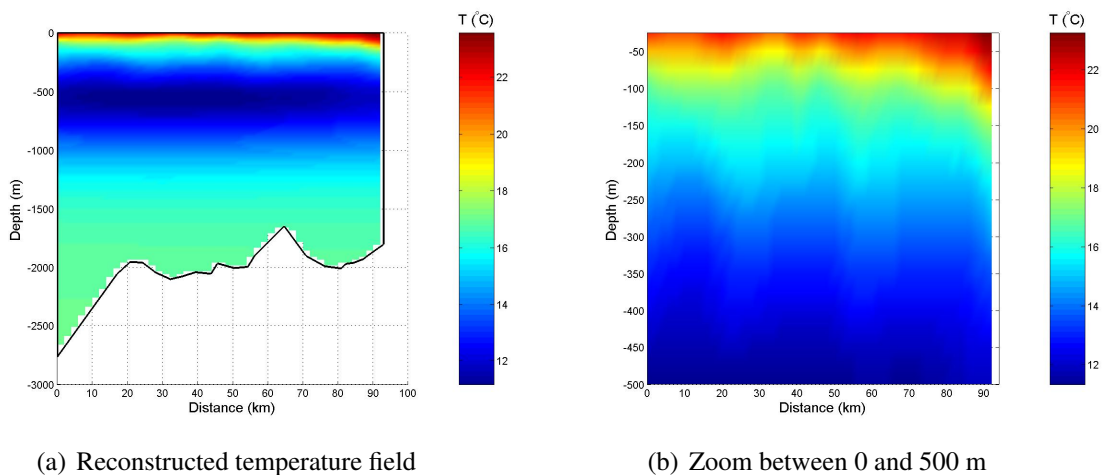 T (°C)
0
-500
-1000
-1500
-2000
-2500
-3000
Depth (m)
0 10 20 30 40 50 60 70 80 90 100
Distance (km)
22
20
18
16
14
12
(a) Reconstructed temperature field
T (°C)
-50
-100
-150
-200
-250
-300
-350
-400
-450
-500
Depth (m)
0 10 20 30 40 50 60 70 80 90
Distance (km)
22
20
18
16
14
12
(b) Zoom between 0 and 500 m